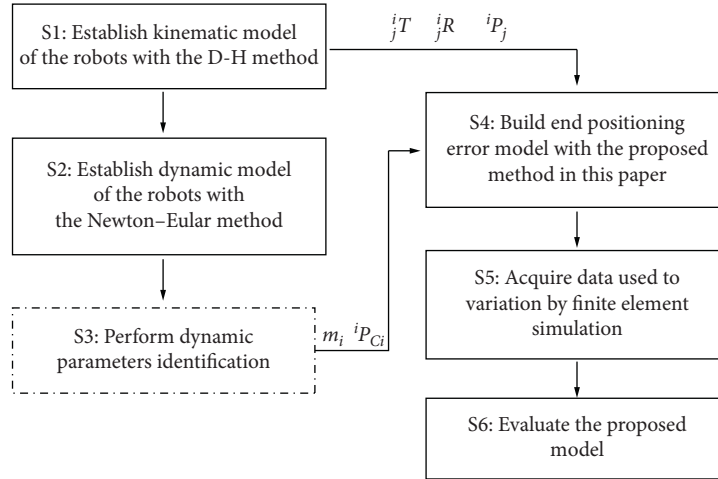 S1: Establish kinematic model
of the robots with the D-H method
S2: Establish dynamic model
of the robots with
the Newton–Eular method
S3: Perform dynamic
parameters identification
ⁱⱼT ⁱⱼR ⁱPⱼ
mᵢ ⁱP_Ci
S4: Build end positioning
error model with the proposed
method in this paper
S5: Acquire data used to
variation by finite element
simulation
S6: Evaluate the proposed
model